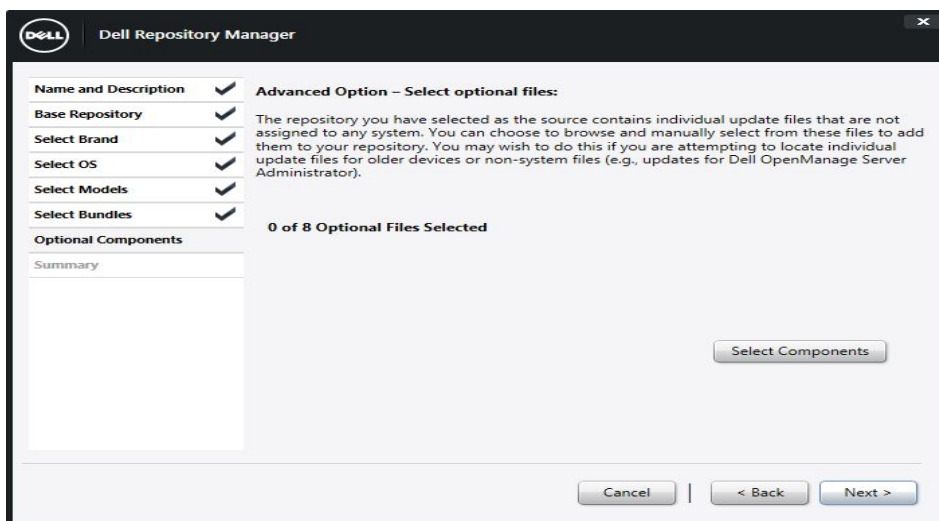 DELL
Dell Repository Manager
Name and Description
Base Repository
Select Brand
Select OS
Select Models
Select Bundles
Optional Components
Summary
Advanced Option – Select optional files:
The repository you have selected as the source contains individual update files that are not
assigned to any system. You can choose to browse and manually select from these files to add
them to your repository. You may wish to do this if you are attempting to locate individual
update files for older devices or non-system files (e.g., updates for Dell OpenManage Server
Administrator).
0 of 8 Optional Files Selected
Select Components
Cancel | < Back Next >